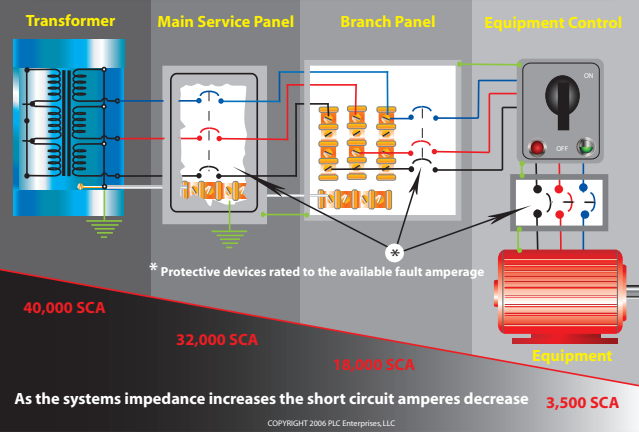 Transformer
Main Service Panel
Branch Panel
Equipment Control
ON
OFF
*
* Protective devices rated to the available fault amperage
40,000 SCA
32,000 SCA
18,000 SCA
Equipment
3,500 SCA
As the systems impedance increases the short circuit amperes decrease
COPYRIGHT 2006 PLC Enterprises, LLC